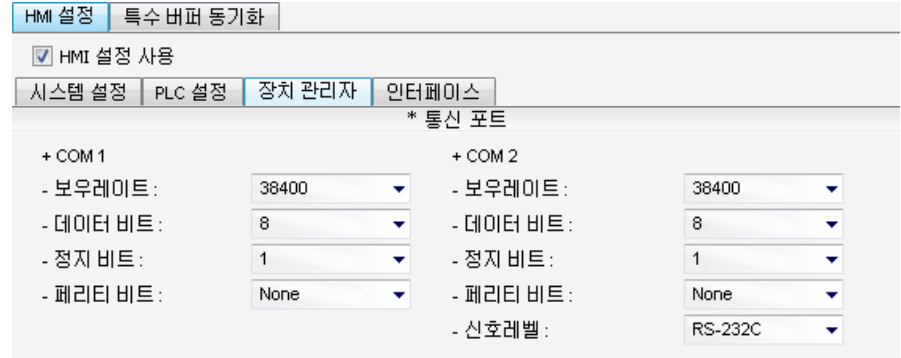 HMI 설정 특수 버퍼 동기화
HMI 설정 사용
시스템 설정 PLC 설정 장치 관리자 인터페이스
* 통신 포트
+ COM 1 + COM 2
- 보우레이트 : 38400 - 보우레이트 : 38400
- 데이터 비트 : 8 - 데이터 비트 : 8
- 정지 비트 : 1 - 정지 비트 : 1
- 페리티 비트 : None - 페리티 비트 : None
- 신호레벨 : RS-232C